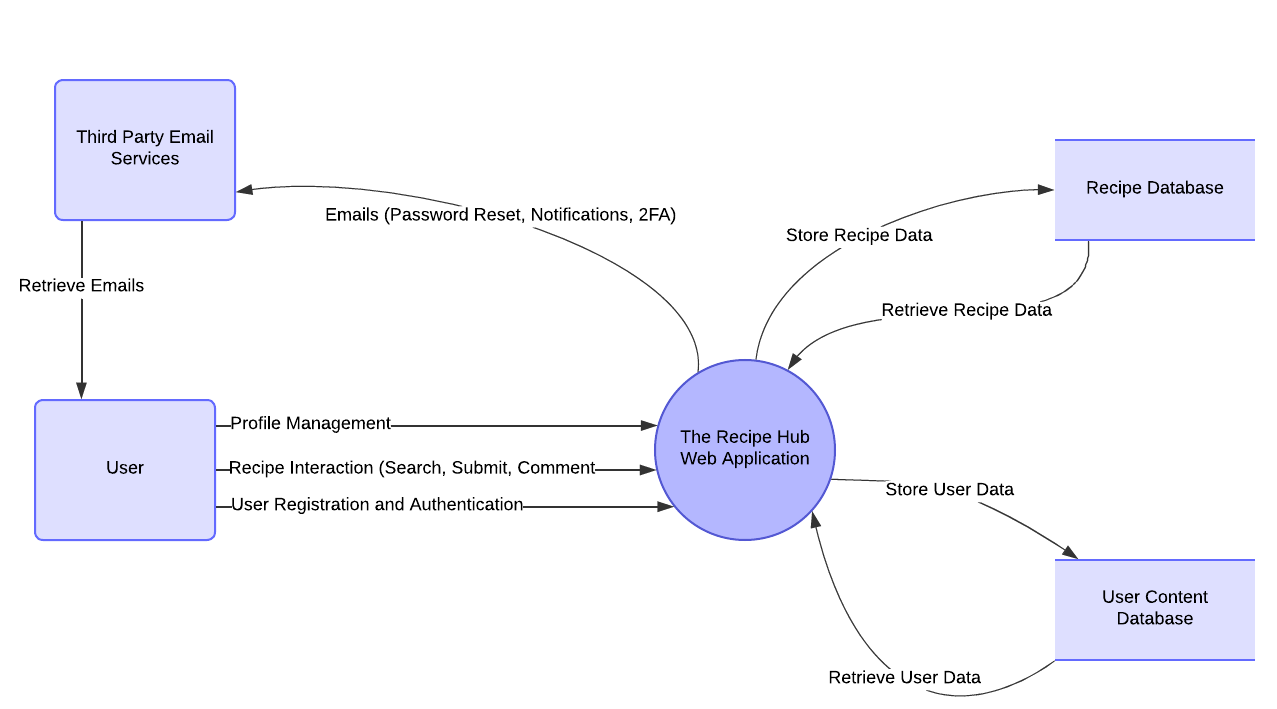 Third Party Email
Services
Recipe Database
Emails (Password Reset, Notifications, 2FA)
Store Recipe Data
Retrieve Emails
Retrieve Recipe Data
Profile Management
The Recipe Hub
Web Application
User
Recipe Interaction (Search, Submit, Comment
Store User Data
User Registration and Authentication
User Content
Database
Retrieve User Data